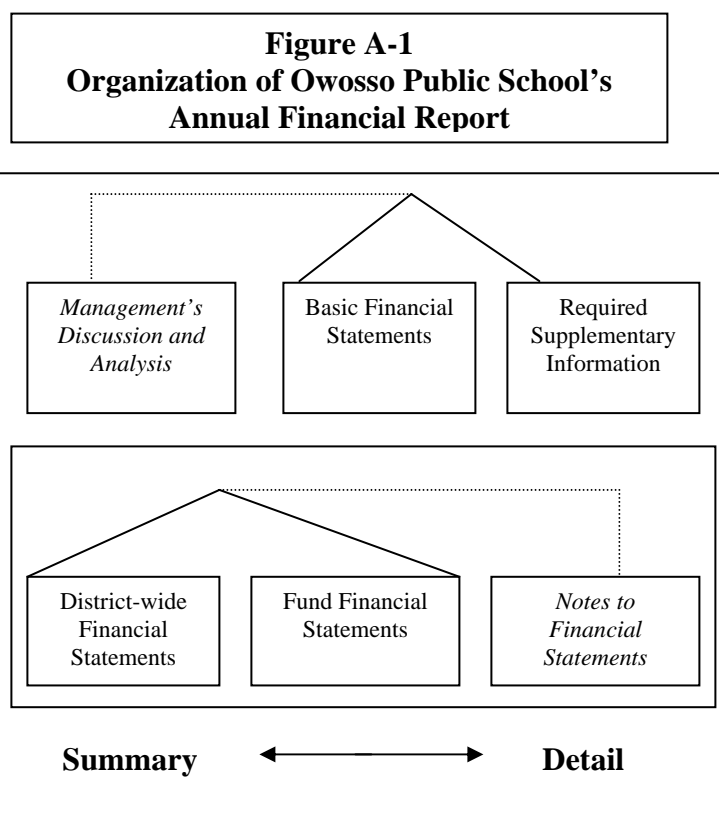 Figure A-1
Organization of Owosso Public School's
Annual Financial Report
Management's
Discussion and
Analysis
Basic Financial
Statements
Required
Supplementary
Information
District-wide
Financial
Statements
Fund Financial
Statements
Notes to
Financial
Statements
Summary
Detail